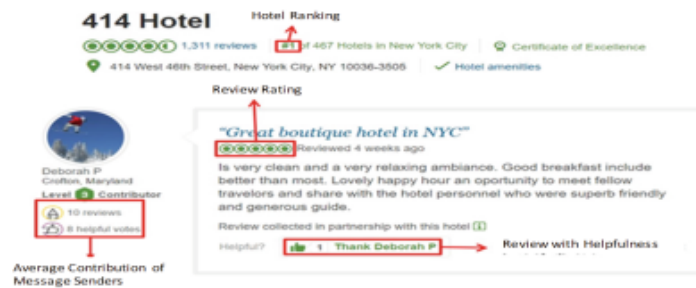 414 Hotel
Hotel Ranking
1,311 reviews #1 of 467 Hotels in New York City Certificate of Excellence
414 West 46th Street, New York City, NY 10036-3505 Hotel amenities
Review Rating
"Great boutique hotel in NYC"
Reviewed 4 weeks ago
Is very clean and a very relaxing ambiance. Good breakfast include
better than most. Lovely happy hour an oportunity to meet fellow
travelors and share with the hotel personnel who were superb friendly
and generous guide.
Review collected in partnership with this hotel
Deborah P
Crofton, Maryland
Level 3 Contributor
10 reviews
8 helpful votes
Helpful? 1 Thank Deborah P
Review with Helpfulness
Average Contribution of
Message Senders